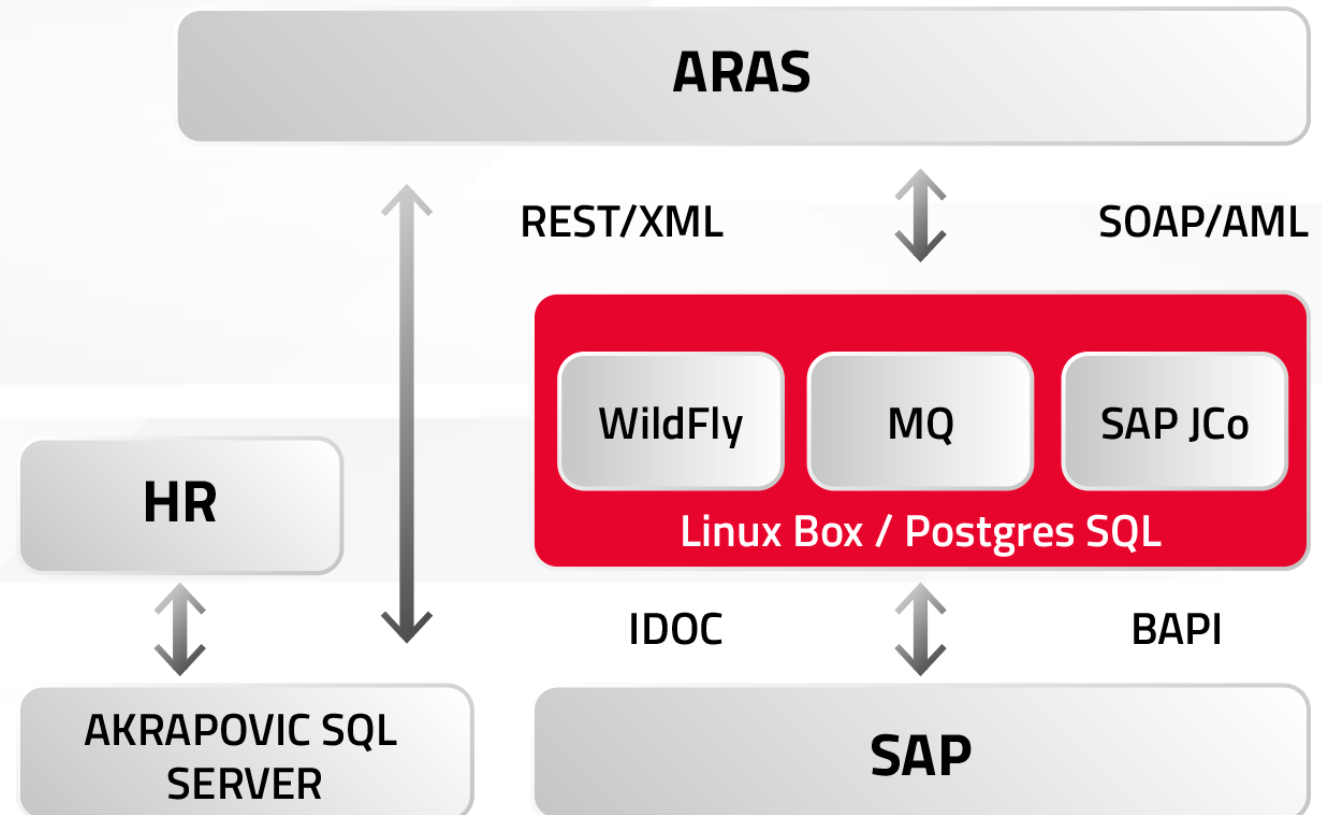 ARAS
REST/XML
SOAP/AML
WildFly
MQ
SAP JCo
Linux Box / Postgres SQL
HR
IDOC
BAPI
AKRAPOVIC SQL
SERVER
SAP